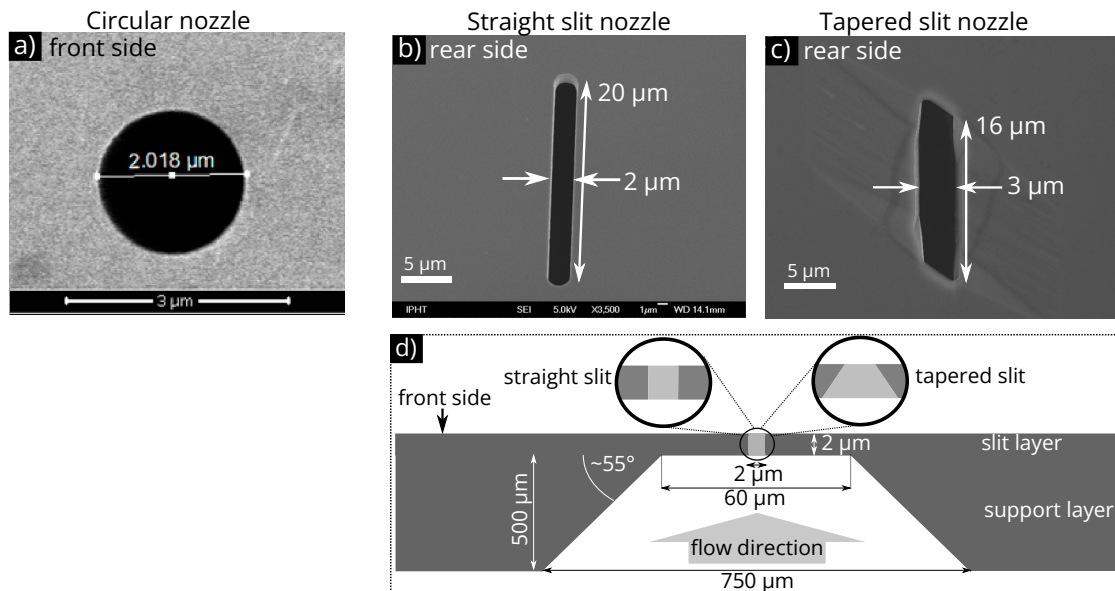 Circular nozzle
a) front side
2.018 µm
3 µm
Straight slit nozzle
b) rear side
20 µm
2 µm
5 µm
IPHT SEI 5.0kV X3,500 1µm WD 14.1mm
Tapered slit nozzle
c) rear side
16 µm
3 µm
5 µm
d)
straight slit
tapered slit
front side
2 µm
slit layer
~55°
2 µm
60 µm
500 µm
support layer
flow direction
750 µm